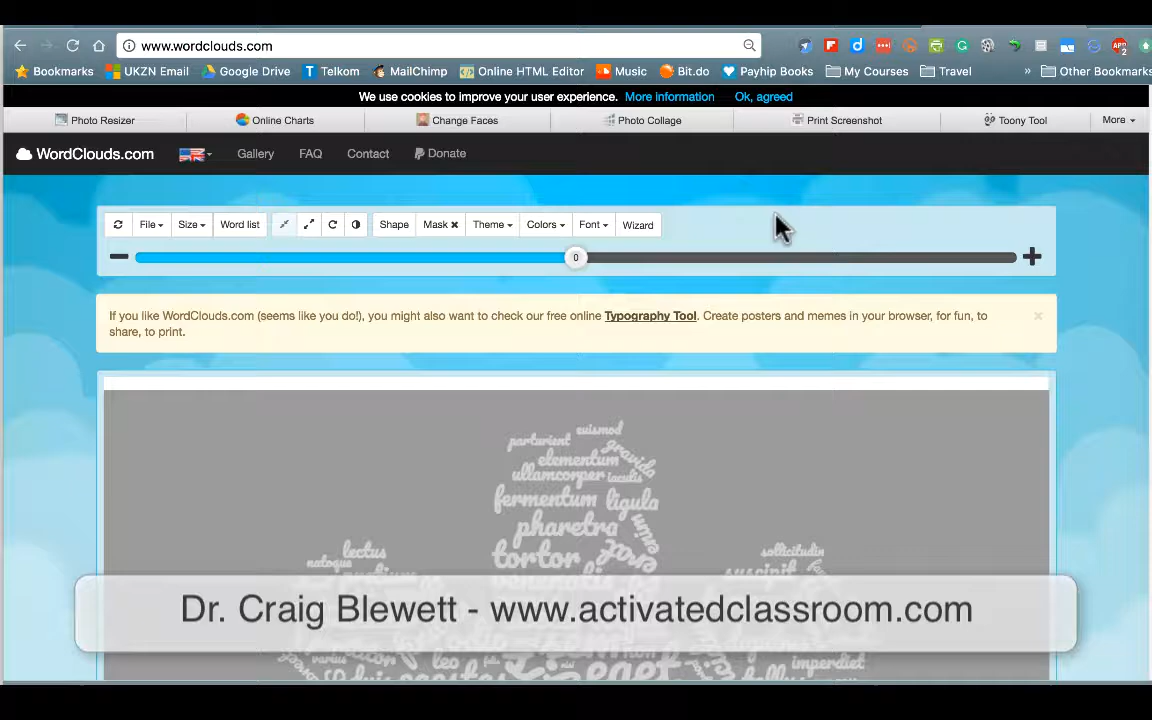 www.wordclouds.com
Bookmarks UKZN Email Google Drive Telkom MailChimp Online HTML Editor Music Bit.do Payhip Books My Courses Travel » Other Bookmarks
We use cookies to improve your user experience. More information Ok, agreed
Photo Resizer Online Charts Change Faces Photo Collage Print Screenshot Toony Tool More
WordClouds.com Gallery FAQ Contact Donate
File Size Word list Shape Mask Theme Colors Font Wizard
0
If you like WordClouds.com (seems like you do!), you might also want to check our free online Typography Tool. Create posters and memes in your browser, for fun, to
share, to print.
euismod
parturient
gravida
elementum
ullamcorper iaculis
fermentum ligula
pharetra
enim
tortor
lectus
natoque
sollicitudin
suscipit
Dr. Craig Blewett - www.activatedclassroom.com
varius
leo
eget
imperdiet